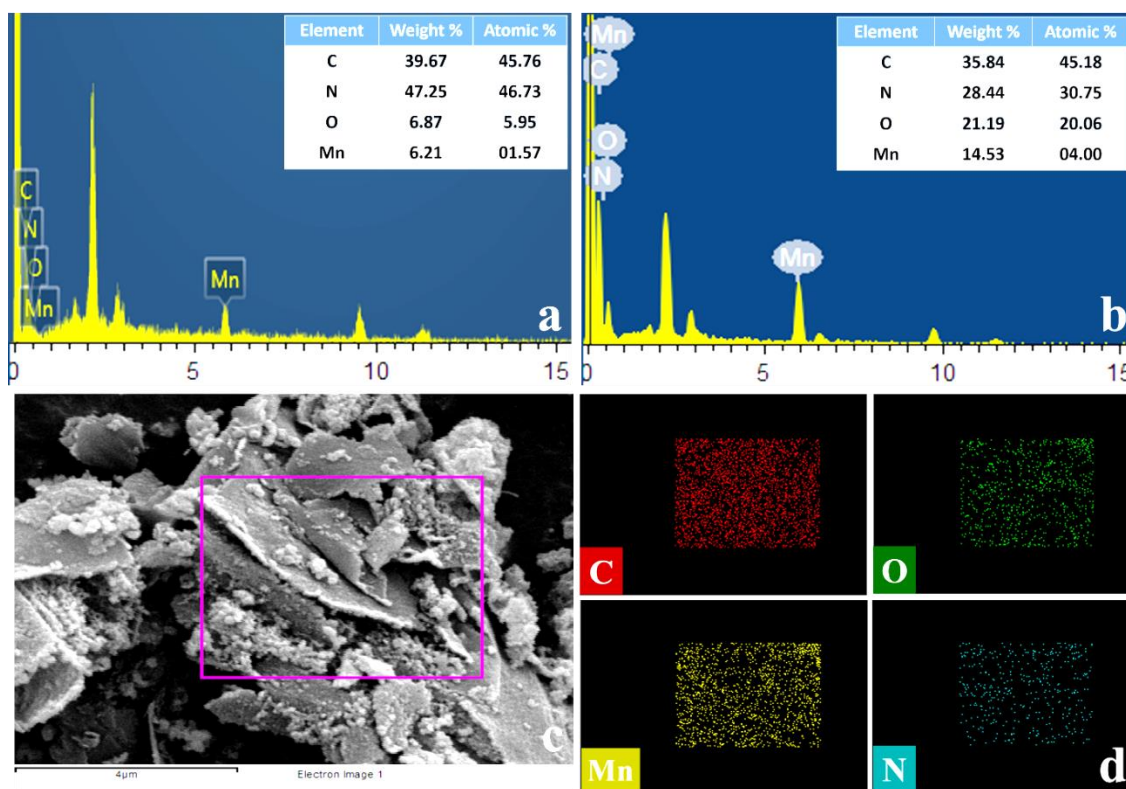 Element Weight % Atomic %
C 39.67 45.76
N 47.25 46.73
O 6.87 5.95
Mn 6.21 01.57
C
N
O
Mn
Mn
a
0 5 10 15
Element Weight % Atomic %
C 35.84 45.18
N 28.44 30.75
O 21.19 20.06
Mn 14.53 04.00
Mn
C
O
N
Mn
b
0 5 10 15
c
4µm Electron Image 1
C
O
Mn
N
d